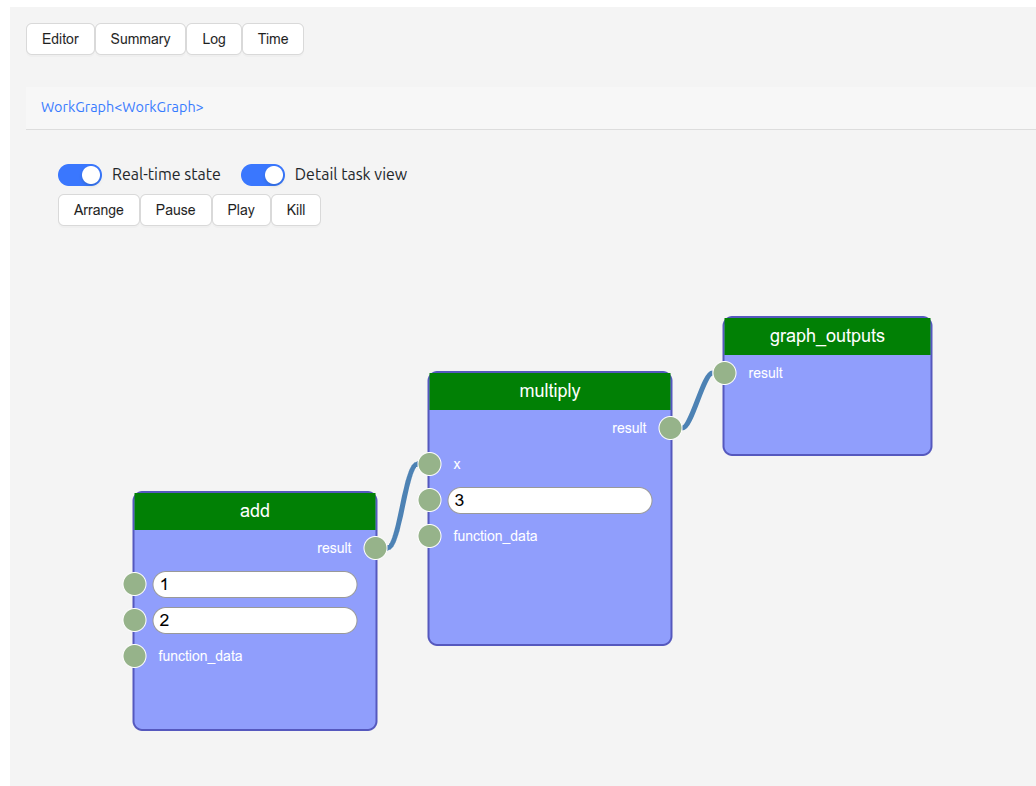 Editor Summary Log Time
WorkGraph<WorkGraph>
Real-time state Detail task view
Arrange Pause Play Kill
graph_outputs
result
multiply
result
x
3
function_data
add
result
1
2
function_data